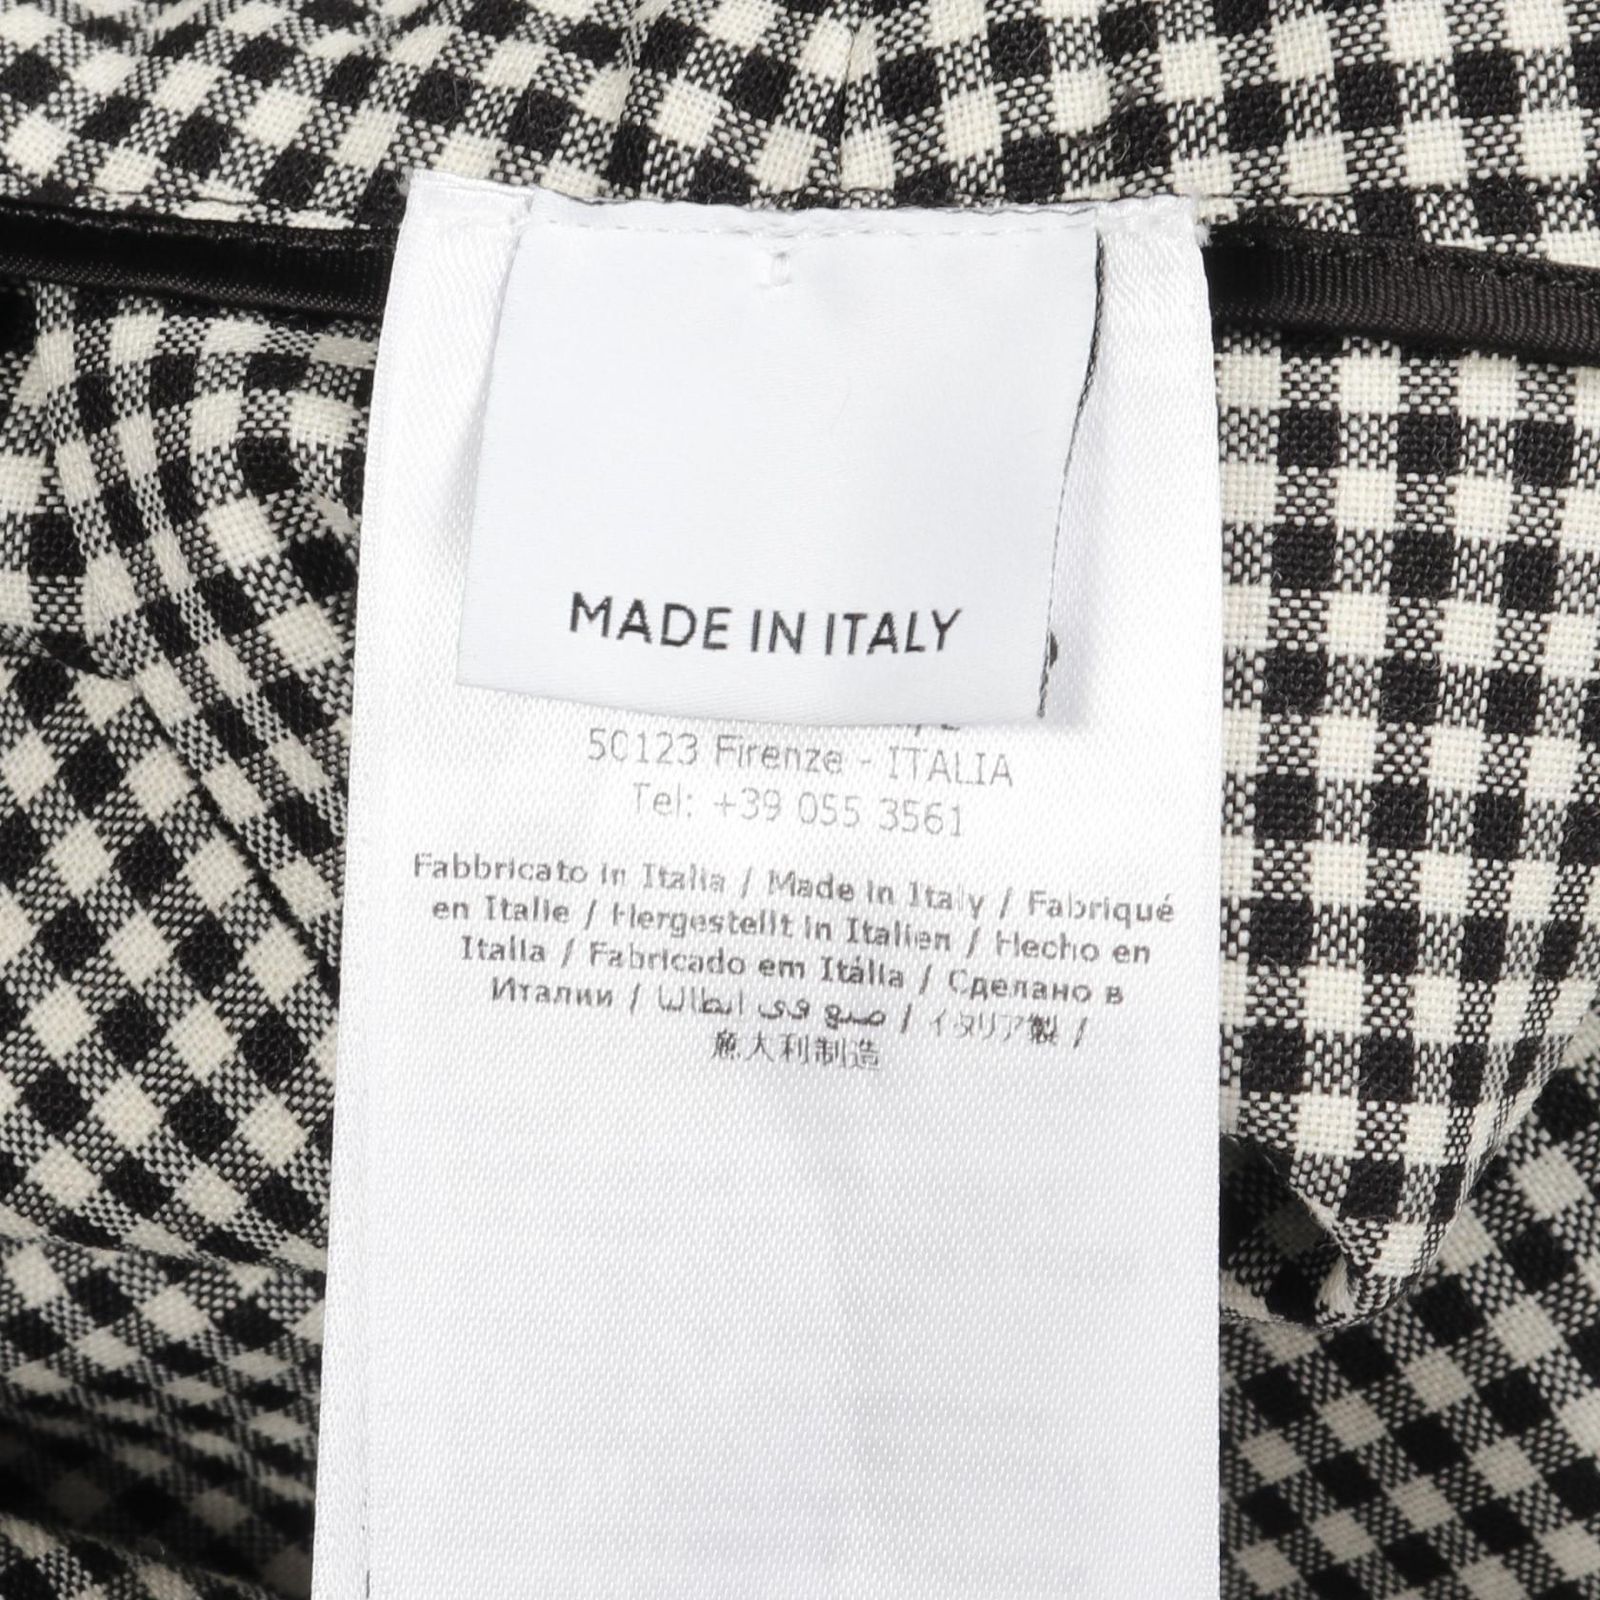 MADE IN ITALY
50123 Firenze - ITALIA
Tel: +39 055 3561
Fabbricato in Italia / Made in Italy / Fabriqué
en Italie / Hergestellt in Italien / Hecho en
Italia / Fabricado em Itália / Сделано в
Италии / صنع في ايطاليا / イタリア製 /
意大利制造